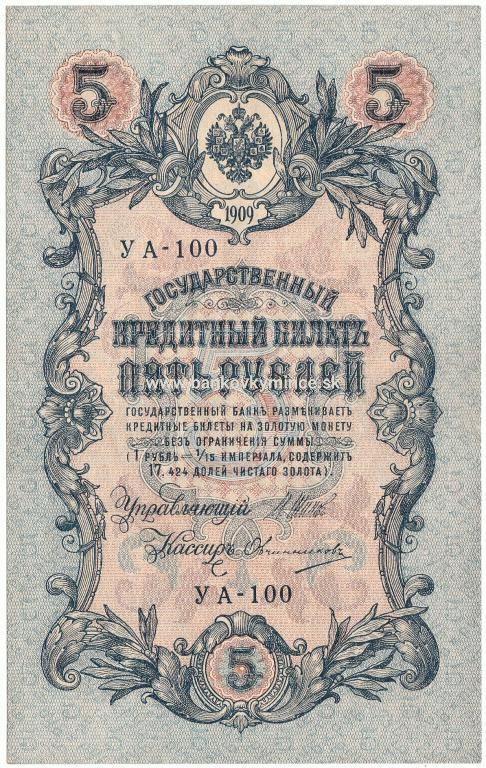 5 5
1909
УА-100
ГОСУДАРСТВЕННЫЙ
КРЕДИТНЫЙ БИЛЕТЪ
ПЯТЬ РУБЛЕЙ
www.bankovkymince.sk
ГОСУДАРСТВЕННЫЙ БАНКЪ РАЗМѢНИВАЕТЪ
КРЕДИТНЫЕ БИЛЕТЫ НА ЗОЛОТУЮ МОНЕТУ
БЕЗЪ ОГРАНИЧЕНІЯ СУММЫ
(1 РУБЛЬ — 1/15 ИМПЕРІАЛА, СОДЕРЖИТЪ
17,424 ДОЛЕЙ ЧИСТАГО ЗОЛОТА).
Управляющій
Кассиръ Овчинниковъ
УА-100
5